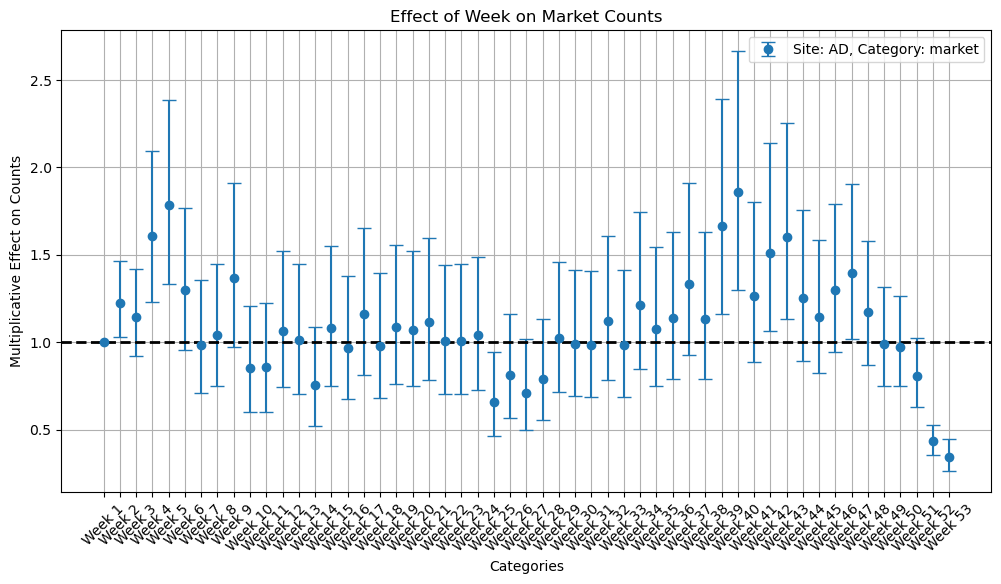 Effect of Week on Market Counts
Site: AD, Category: market
Multiplicative Effect on Counts
2.5
2.0
1.5
1.0
0.5
Week 1
Week 2
Week 3
Week 4
Week 5
Week 6
Week 7
Week 8
Week 9
Week 10
Week 11
Week 12
Week 13
Week 14
Week 15
Week 16
Week 17
Week 18
Week 19
Week 20
Week 21
Week 22
Week 23
Week 24
Week 25
Week 26
Week 27
Week 28
Week 29
Week 30
Week 31
Week 32
Week 33
Week 34
Week 35
Week 36
Week 37
Week 38
Week 39
Week 40
Week 41
Week 42
Week 43
Week 44
Week 45
Week 46
Week 47
Week 48
Week 49
Week 50
Week 51
Week 52
Week 53
Categories